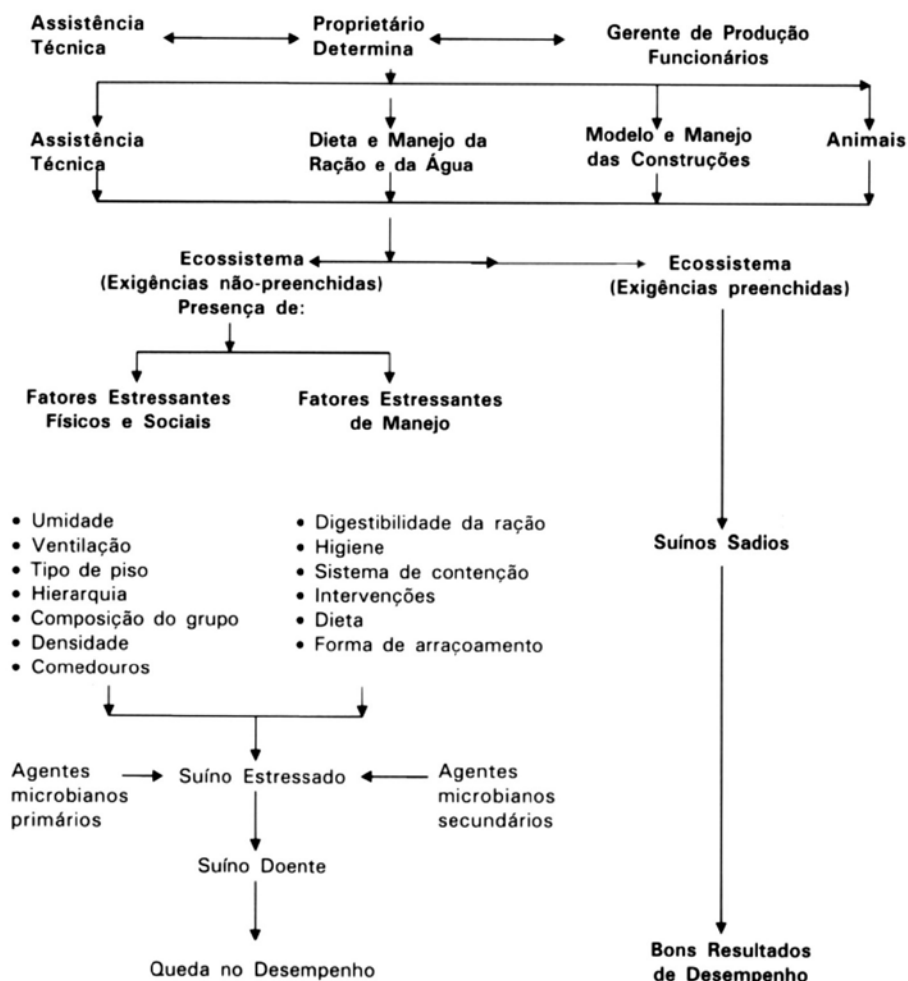 Assistência
Técnica
Proprietário
Determina
Gerente de Produção
Funcionários
Assistência
Técnica
Dieta e Manejo da
Ração e da Água
Modelo e Manejo
das Construções
Animais
Ecossistema
(Exigências não-preenchidas)
Presença de:
Ecossistema
(Exigências preenchidas)
Fatores Estressantes
Físicos e Sociais
Fatores Estressantes
de Manejo
• Umidade
• Ventilação
• Tipo de piso
• Hierarquia
• Composição do grupo
• Densidade
• Comedouros
• Digestibilidade da ração
• Higiene
• Sistema de contenção
• Intervenções
• Dieta
• Forma de arraçoamento
Suínos Sadios
Agentes
microbianos
primários
Suíno Estressado
Agentes
microbianos
secundários
Suíno Doente
Queda no Desempenho
Bons Resultados
de Desempenho